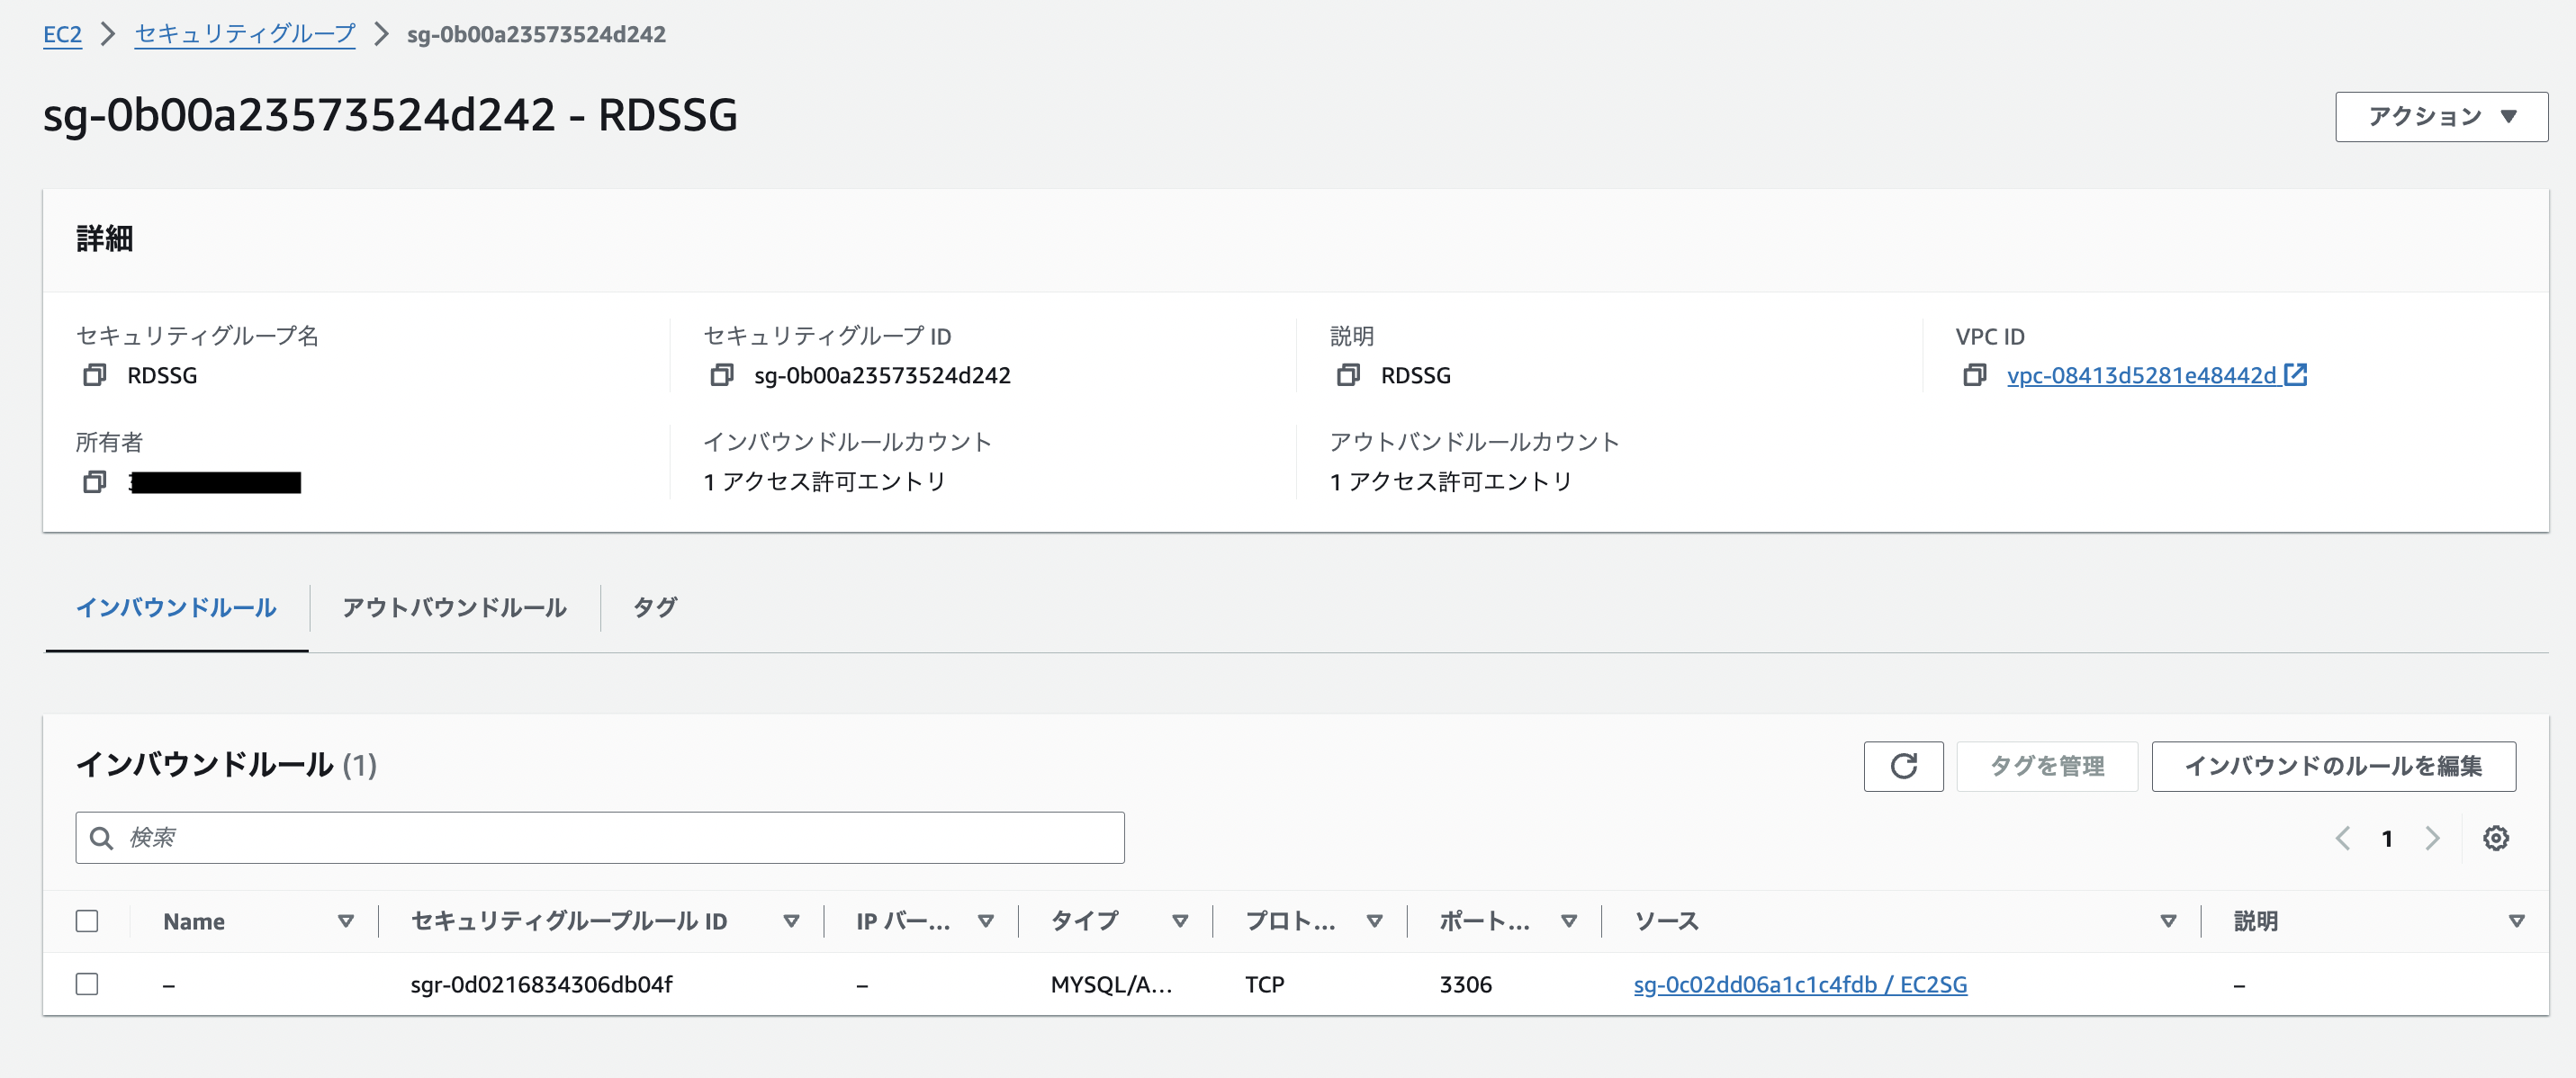 EC2 > セキュリティグループ > sg-0b00a23573524d242
sg-0b00a23573524d242 - RDSSG
アクション
詳細
セキュリティグループ名
RDSSG
セキュリティグループ ID
sg-0b00a23573524d242
説明
RDSSG
VPC ID
vpc-08413d5281e48442d
所有者
インバウンドルールカウント
1 アクセス許可エントリ
アウトバンドルールカウント
1 アクセス許可エントリ
インバウンドルール アウトバウンドルール タグ
インバウンドルール (1)
タグを管理 インバウンドのルールを編集
検索
1
Name セキュリティグループルール ID IP バー... タイプ プロト... ポート... ソース 説明
– sgr-0d0216834306db04f – MYSQL/A... TCP 3306 sg-0c02dd06a1c1c4fdb / EC2SG –